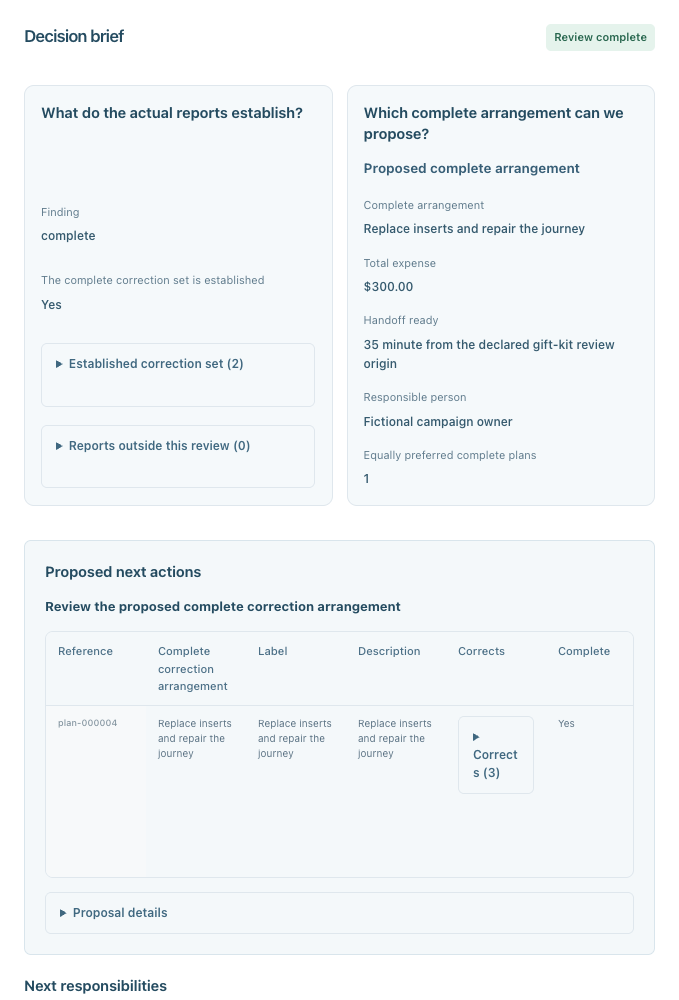 Decision brief
Review complete
What do the actual reports establish?
Finding
complete
The complete correction set is established
Yes
Established correction set (2)
Reports outside this review (0)
Which complete arrangement can we
propose?
Proposed complete arrangement
Complete arrangement
Replace inserts and repair the journey
Total expense
$300.00
Handoff ready
35 minute from the declared gift-kit review
origin
Responsible person
Fictional campaign owner
Equally preferred complete plans
1
Proposed next actions
Review the proposed complete correction arrangement
Reference
Complete
correction
arrangement
Label
Description
Corrects
Complete
plan-000004
Replace inserts
and repair the
journey
Replace inserts
and repair the
journey
Replace inserts
and repair the
journey
Correct
s (3)
Yes
Proposal details
Next responsibilities